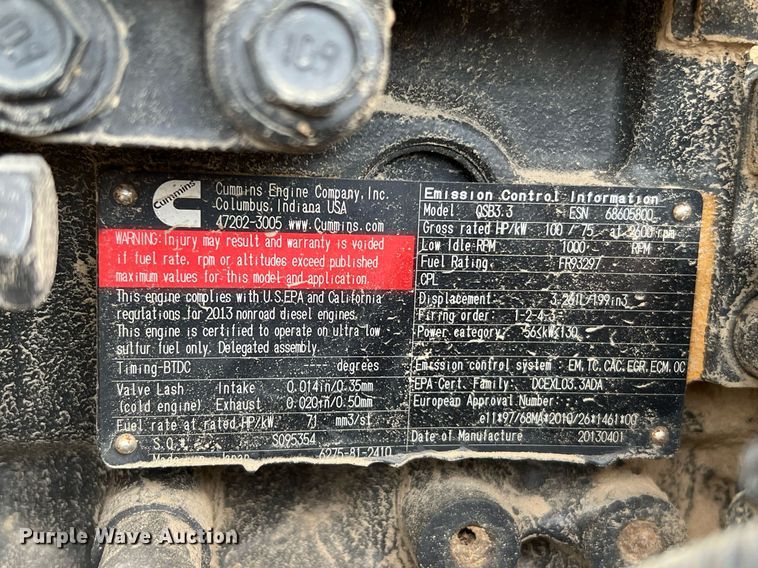 10.9
Cummins
Cummins Engine Company, Inc.
Columbus, Indiana USA
47202-3005 www.Cummins.com
WARNING: Injury may result and warranty is voided
if fuel rate, rpm or altitudes exceed published
maximum values for this model and application.
This engine complies with U.S.EPA and California
regulations for 2013 nonroad diesel engines.
This engine is certified to operate on ultra low
sulfur fuel only. Delegated assembly.
Timing-BTDC ---- degrees
Valve Lash Intake 0.014in/0.35mm
(cold engine) Exhaust 0.020in/0.50mm
Fuel rate at rated HP/kW 71 mm3/st
S.O. S095354
Japan 6275-81-2410
Emission Control Information
Model QSB3.3 ESN 68605800
Gross rated HP/kW 100 / 75 at 2600 rpm
Low Idle RPM 1000 RPM
Fuel Rating FR93297
CPL
Displacement 3.261L/199in3
Firing order: 1-2-4-3
Power category: 56≤kW<130
Emission control system : EM,TC,CAC,EGR,ECM,OC
EPA Cert. Family: DCEXL03.3ADA
European Approval Number:
e11*97/68MA*2010/26*1461*00
Date of Manufacture 20130401
Purple Wave Auction